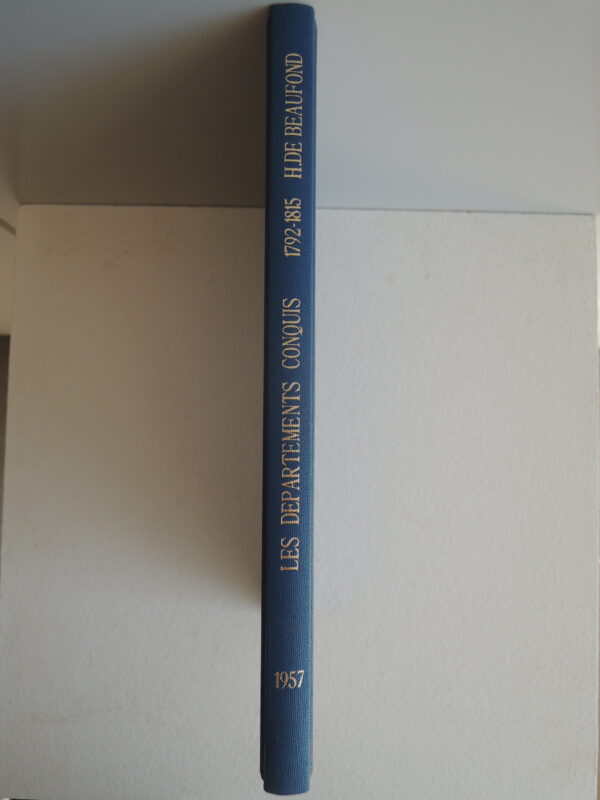 LES DEPARTEMENTS CONQUIS 1792-1815 H.DE BEAUFOND
1957